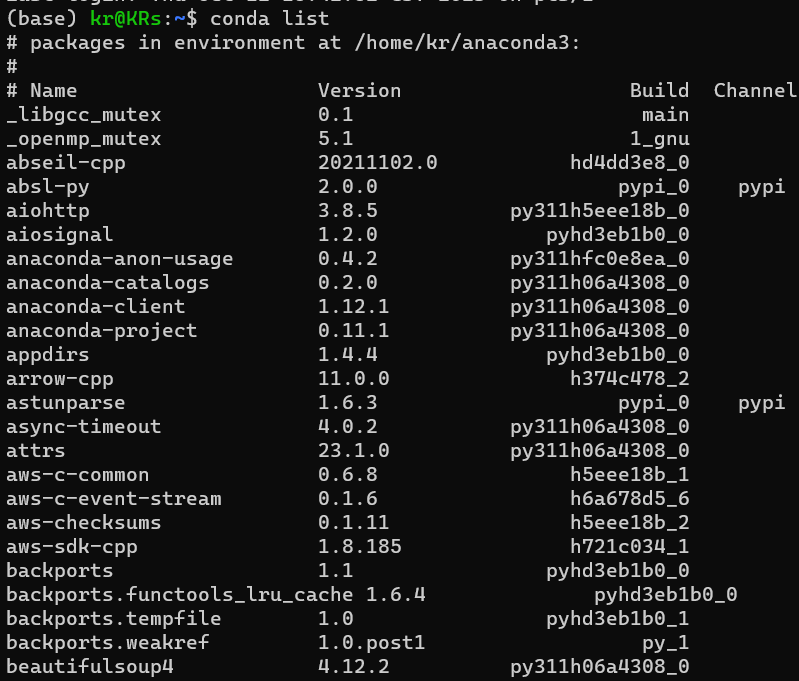 (base) kr@KRs:~$ conda list
# packages in environment at /home/kr/anaconda3:
#
# Name Version Build Channel
_libgcc_mutex 0.1 main
_openmp_mutex 5.1 1_gnu
abseil-cpp 20211102.0 hd4dd3e8_0
absl-py 2.0.0 pypi_0 pypi
aiohttp 3.8.5 py311h5eee18b_0
aiosignal 1.2.0 pyhd3eb1b0_0
anaconda-anon-usage 0.4.2 py311hfc0e8ea_0
anaconda-catalogs 0.2.0 py311h06a4308_0
anaconda-client 1.12.1 py311h06a4308_0
anaconda-project 0.11.1 py311h06a4308_0
appdirs 1.4.4 pyhd3eb1b0_0
arrow-cpp 11.0.0 h374c478_2
astunparse 1.6.3 pypi_0 pypi
async-timeout 4.0.2 py311h06a4308_0
attrs 23.1.0 py311h06a4308_0
aws-c-common 0.6.8 h5eee18b_1
aws-c-event-stream 0.1.6 h6a678d5_6
aws-checksums 0.1.11 h5eee18b_2
aws-sdk-cpp 1.8.185 h721c034_1
backports 1.1 pyhd3eb1b0_0
backports.functools_lru_cache 1.6.4 pyhd3eb1b0_0
backports.tempfile 1.0 pyhd3eb1b0_1
backports.weakref 1.0.post1 py_1
beautifulsoup4 4.12.2 py311h06a4308_0